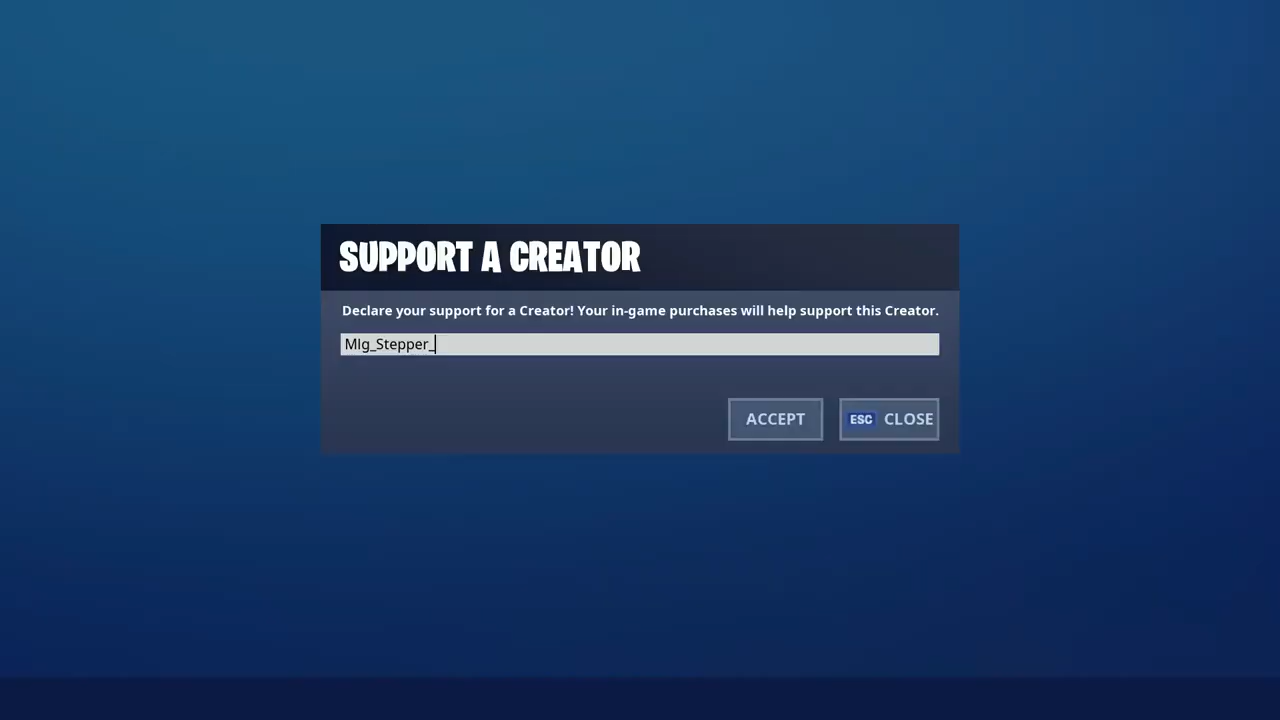 SUPPORT A CREATOR
Declare your support for a Creator! Your in-game purchases will help support this Creator.
Mlg_Stepper_
ACCEPT
ESC CLOSE